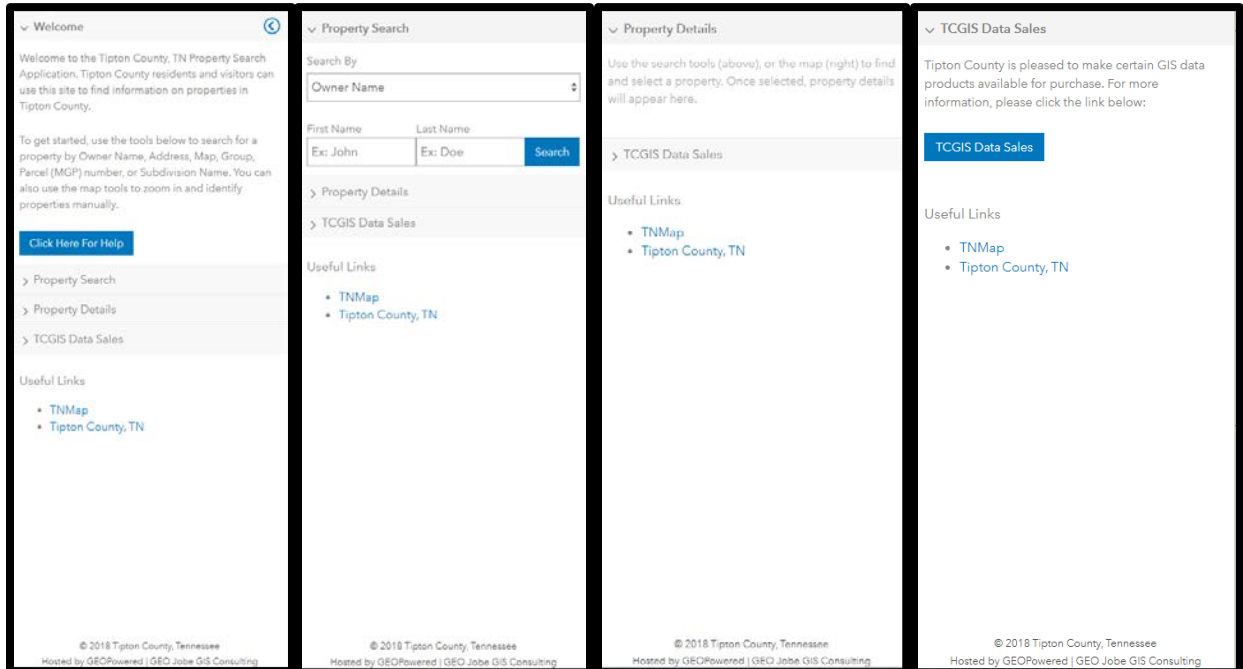 Welcome
Welcome to the Tipton County, TN Property Search
Application. Tipton County residents and visitors can
use this site to find information on properties in
Tipton County.
To get started, use the tools below to search for a
property by Owner Name, Address, Map, Group,
Parcel (MGP) number, or Subdivision Name. You can
also use the map tools to zoom in and identify
properties manually.
Click Here For Help
Property Search
Property Details
TCGIS Data Sales
Useful Links
• TNMap
• Tipton County, TN
© 2018 Tipton County, Tennessee
Hosted by GEOPowered | GEO Jobe GIS Consulting
Property Search
Search By
Owner Name
First Name Last Name
Ex: John Ex: Doe Search
Property Details
TCGIS Data Sales
Useful Links
• TNMap
• Tipton County, TN
© 2018 Tipton County, Tennessee
Hosted by GEOPowered | GEO Jobe GIS Consulting
Property Details
Use the search tools (above), or the map (right) to find
and select a property. Once selected, property details
will appear here.
TCGIS Data Sales
Useful Links
• TNMap
• Tipton County, TN
© 2018 Tipton County, Tennessee
Hosted by GEOPowered | GEO Jobe GIS Consulting
TCGIS Data Sales
Tipton County is pleased to make certain GIS data
products available for purchase. For more
information, please click the link below:
TCGIS Data Sales
Useful Links
• TNMap
• Tipton County, TN
© 2018 Tipton County, Tennessee
Hosted by GEOPowered | GEO Jobe GIS Consulting